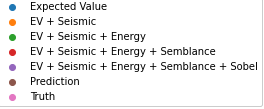 Expected Value
EV + Seismic
EV + Seismic + Energy
EV + Seismic + Energy + Semblance
EV + Seismic + Energy + Semblance + Sobel
Prediction
Truth